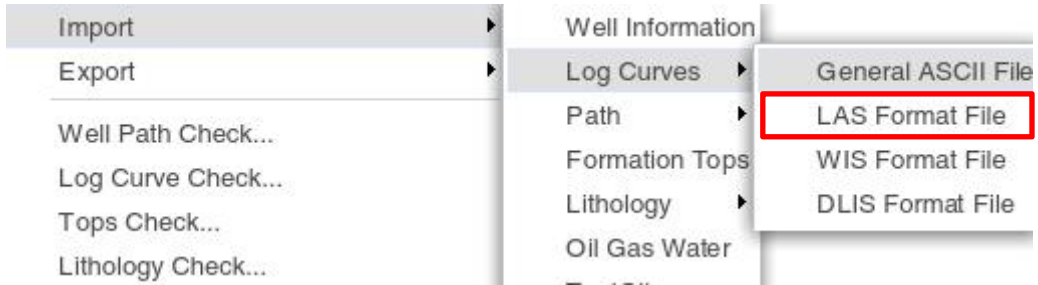 Import
Export
Well Path Check...
Log Curve Check...
Tops Check...
Lithology Check...
Well Information
Log Curves
Path
Formation Tops
Lithology
Oil Gas Water
General ASCII File
LAS Format File
WIS Format File
DLIS Format File